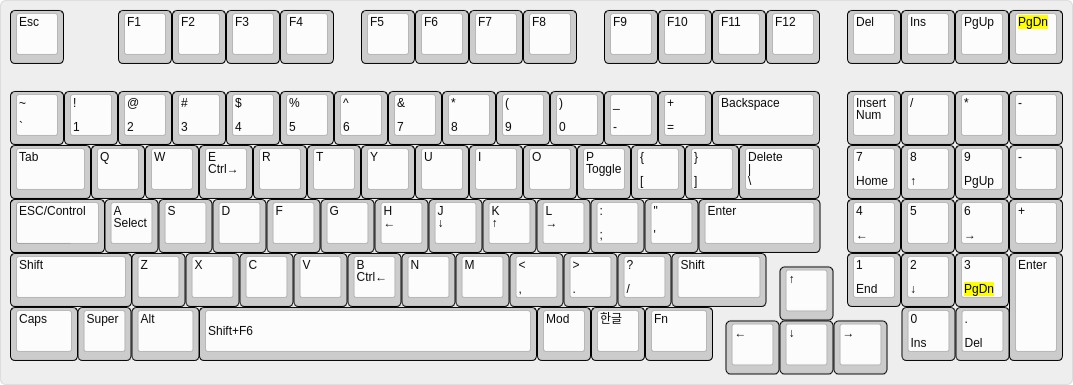 Esc F1 F2 F3 F4 F5 F6 F7 F8 F9 F10 F11 F12 Del Ins PgUp PgDn
~ ! @ # $ % ^ & * ( ) _ + Backspace Insert / * -
Num
` 1 2 3 4 5 6 7 8 9 0 - =
Tab Q W E R T Y U I O P { } Delete 7 8 9 -
Ctrl→ Toggle |
[ ] \ Home ↑ PgUp
ESC/Control A S D F G H J K L : " Enter 4 5 6 +
Select ← ↓ ↑ →
; ' ← →
Shift Z X C V B N M < > ? Shift 1 2 3 Enter
Ctrl← ↑
, . / End ↓ PgDn
Caps Super Alt Shift+F6 Mod 한글 Fn 0 .
← ↓ →
Ins Del